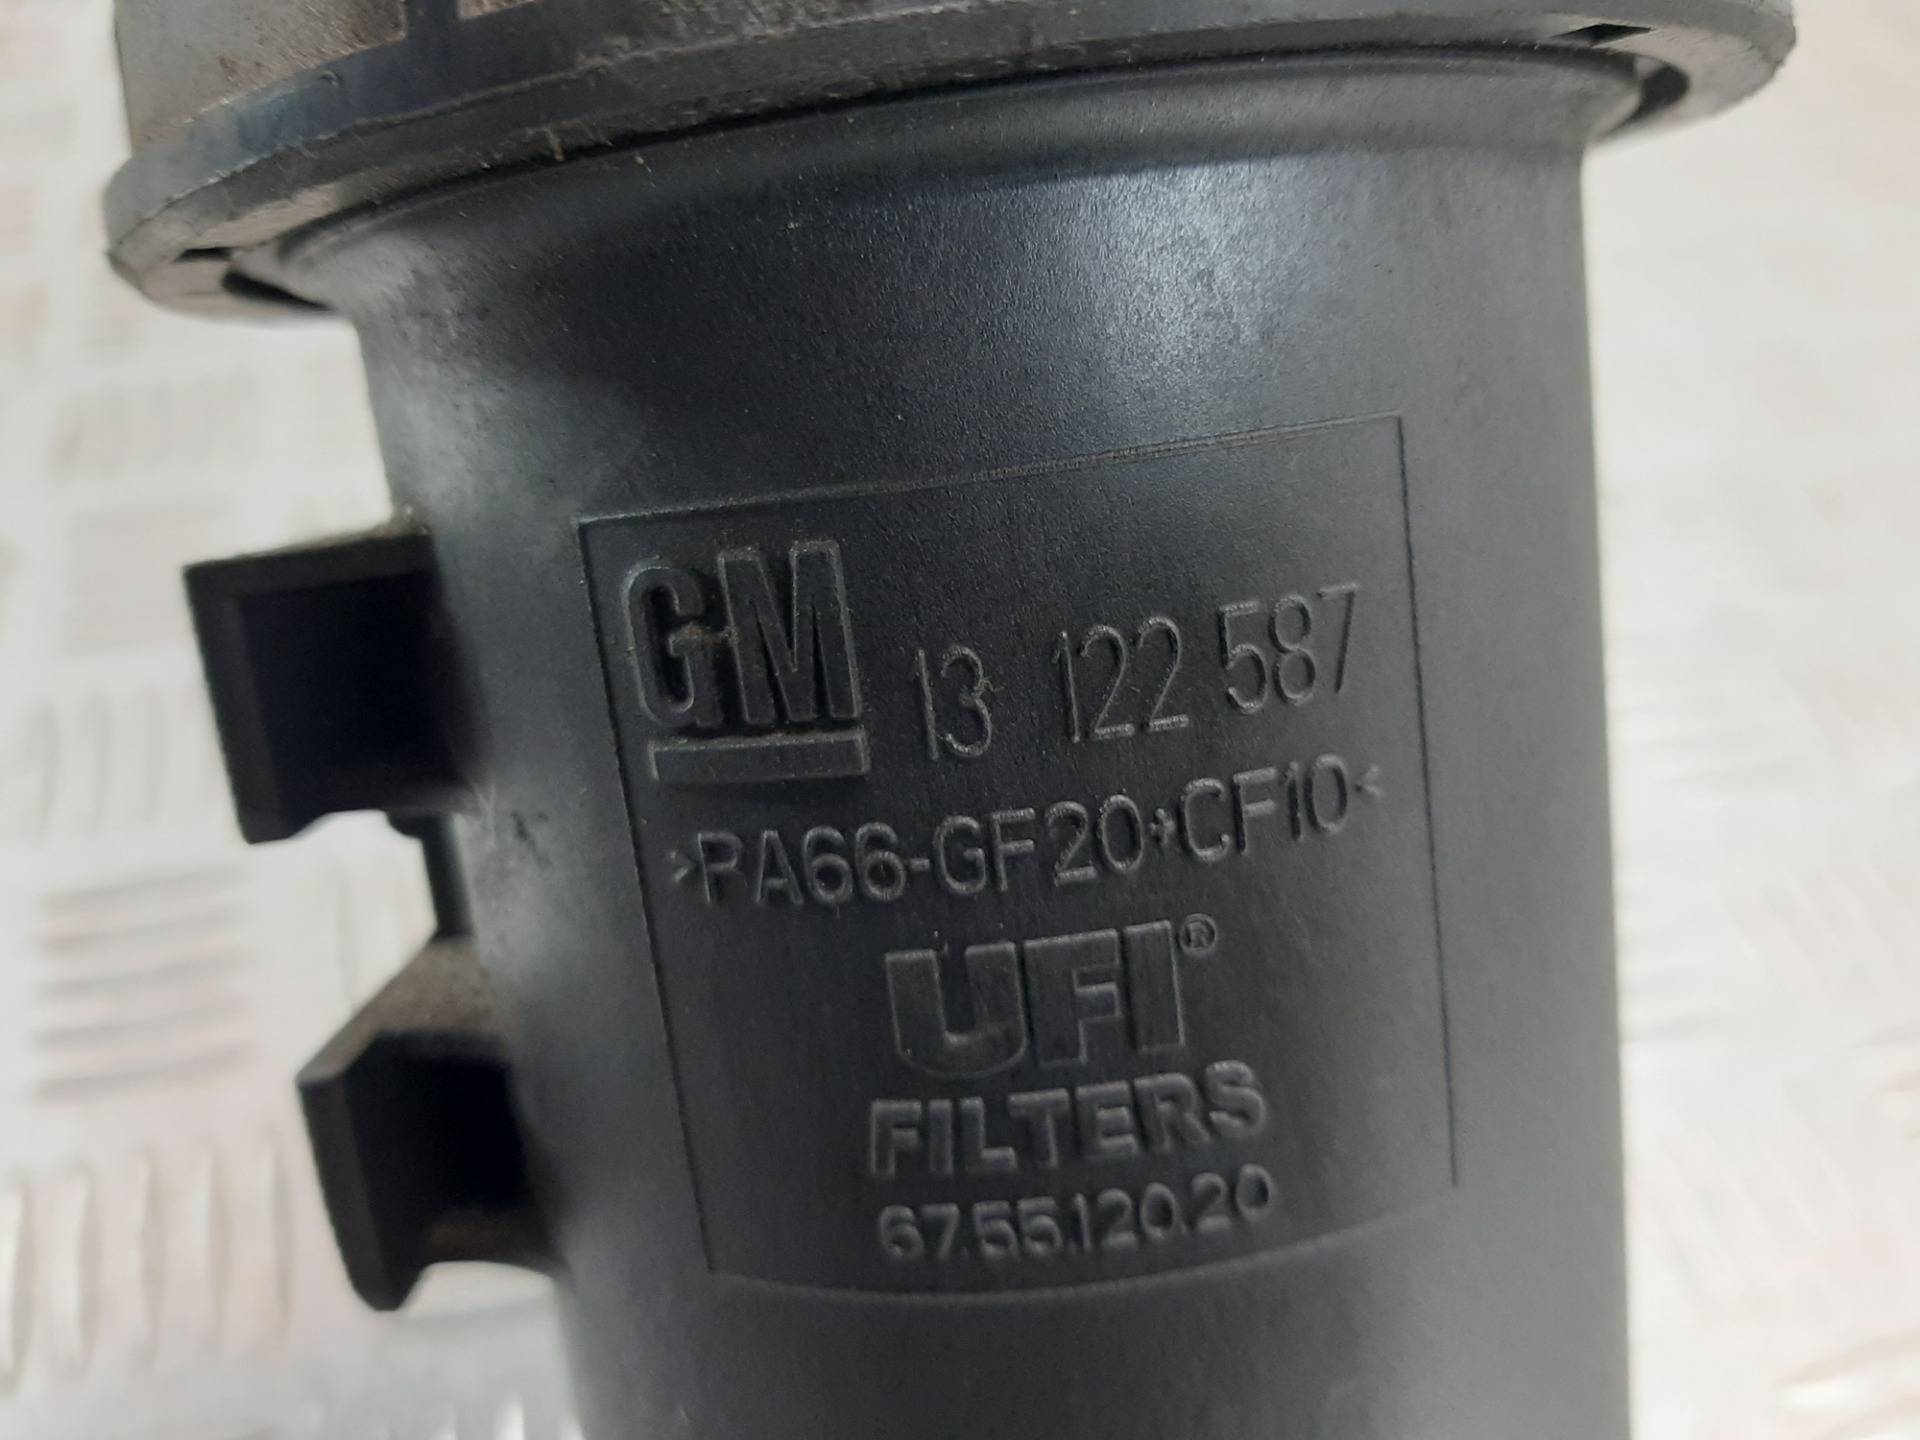 GM 13 122 587
>PA66-GF20+CF10<
UFI®
FILTERS
67.55.120.20